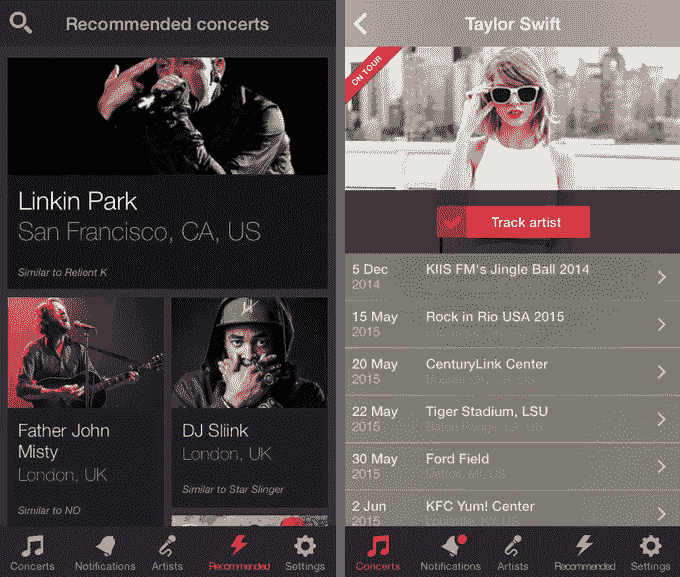 Recommended concerts
Linkin Park
San Francisco, CA, US
Similar to Relient K
Father John
Misty
London, UK
Similar to NO
DJ Sliink
London, UK
Similar to Star Slinger
Concerts
Notifications
Artists
Recommended
Settings
Taylor Swift
ON TOUR
Track artist
5 Dec
2014
KIIS FM's Jingle Ball 2014
15 May
2015
Rock in Rio USA 2015
20 May
2015
CenturyLink Center
22 May
2015
Tiger Stadium, LSU
Baton Rouge, LA, US
30 May
2015
Ford Field
Detroit, MI, US
2 Jun
2015
KFC Yum! Center
Louisville, KY, US
Concerts
Notifications
Artists
Recommended
Settings